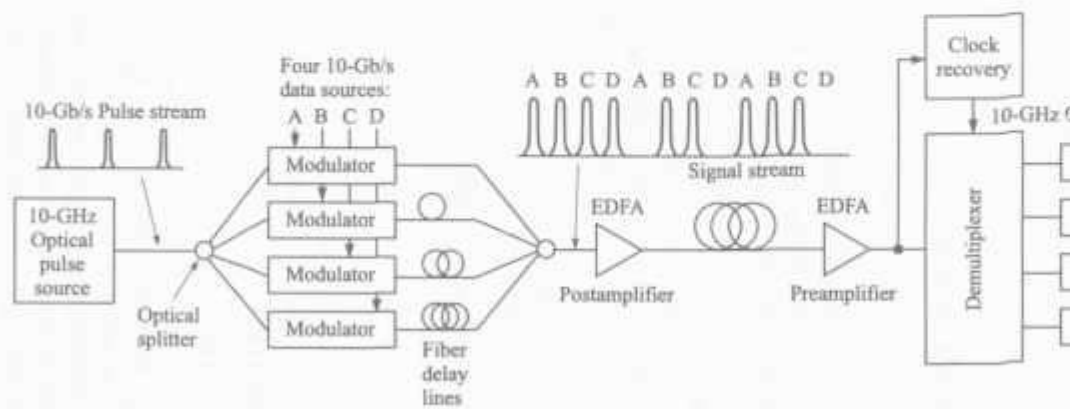 Four 10-Gb/s
data sources:
A B C D
10-Gb/s Pulse stream
A B C D A B C D A B C D
Clock
recovery
10-GHz
Modulator
Signal stream
Modulator
EDFA
EDFA
10-GHz
Optical
pulse
source
Modulator
Demultiplexer
Postamplifier
Preamplifier
Optical
splitter
Modulator
Fiber
delay
lines